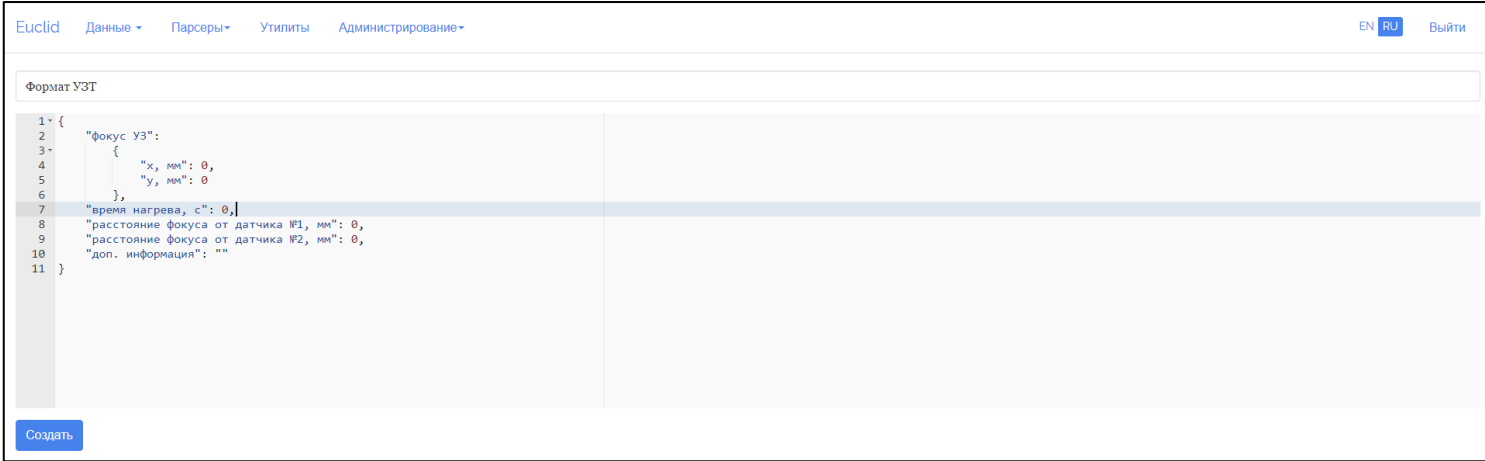 Euclid Данные Парсеры Утилиты Администрирование EN RU Выйти
Формат УЗТ
1 {
2 "фокус УЗ":
3 {
4 "x, мм": 0,
5 "y, мм": 0
6 },
7 "время нагрева, с": 0,
8 "расстояние фокуса от датчика №1, мм": 0,
9 "расстояние фокуса от датчика №2, мм": 0,
10 "доп. информация": ""
11 }
Создать